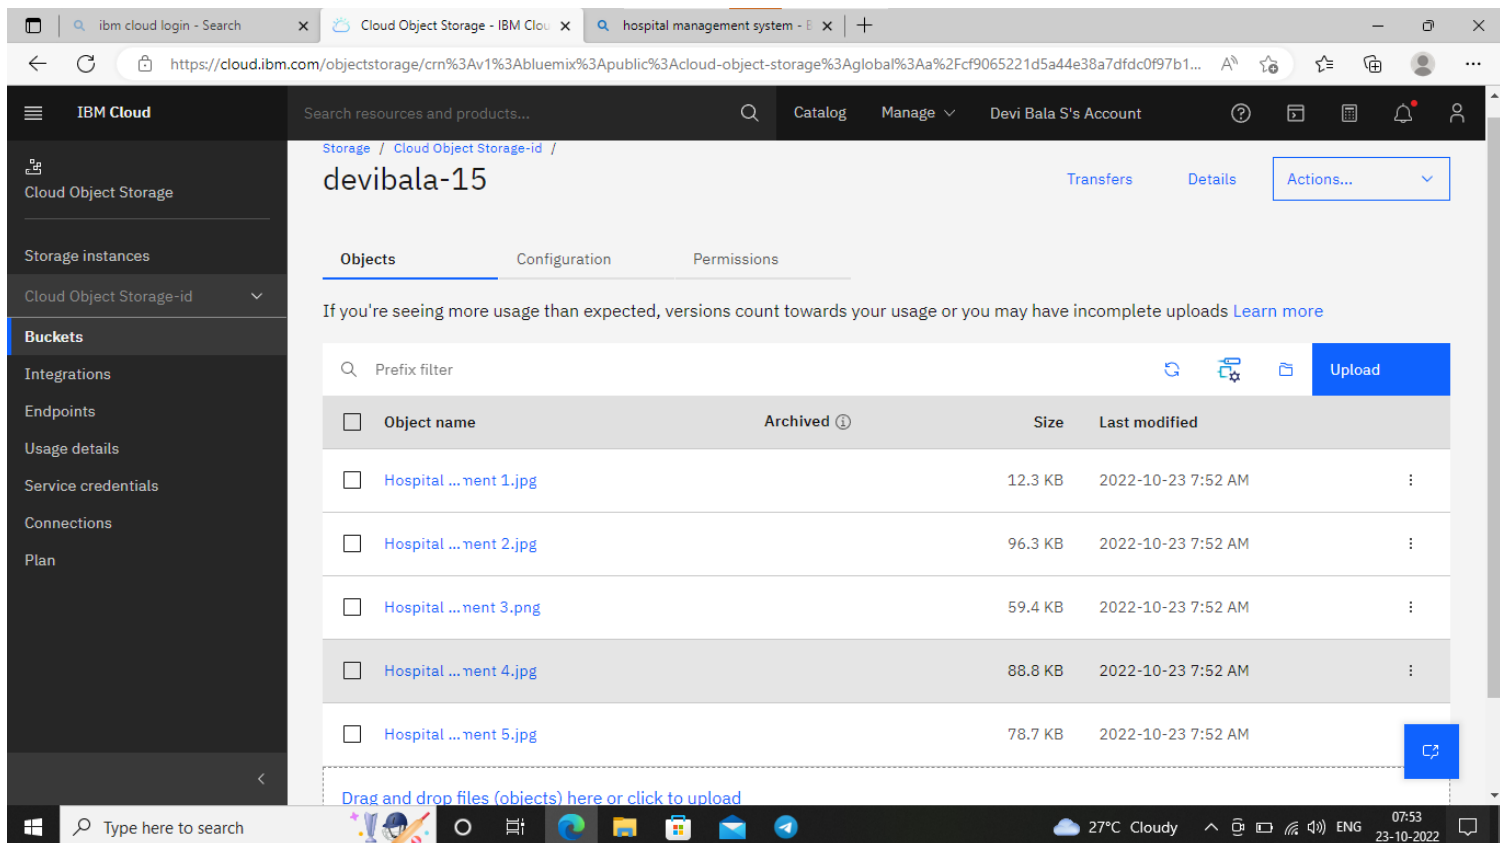 ibm cloud login - Search
Cloud Object Storage - IBM Clou
hospital management system -
https://cloud.ibm.com/objectstorage/crn%3Av1%3Abluemix%3Apublic%3Acloud-object-storage%3Aglobal%3Aa%2Fcf9065221d5a44e38a7dfdc0f97b1...
IBM Cloud
Search resources and products...
Catalog
Manage
Devi Bala S's Account
Cloud Object Storage
Storage instances
Cloud Object Storage-id
Buckets
Integrations
Endpoints
Usage details
Service credentials
Connections
Plan
Storage / Cloud Object Storage-id /
devibala-15
Transfers
Details
Actions...
Objects
Configuration
Permissions
If you're seeing more usage than expected, versions count towards your usage or you may have incomplete uploads Learn more
Prefix filter
Upload
Object name Archived Size Last modified
Hospital ...ment 1.jpg 12.3 KB 2022-10-23 7:52 AM
Hospital ...ment 2.jpg 96.3 KB 2022-10-23 7:52 AM
Hospital ...ment 3.png 59.4 KB 2022-10-23 7:52 AM
Hospital ...ment 4.jpg 88.8 KB 2022-10-23 7:52 AM
Hospital ...ment 5.jpg 78.7 KB 2022-10-23 7:52 AM
Drag and drop files (objects) here or click to upload
Type here to search
27°C Cloudy
ENG
07:53
23-10-2022